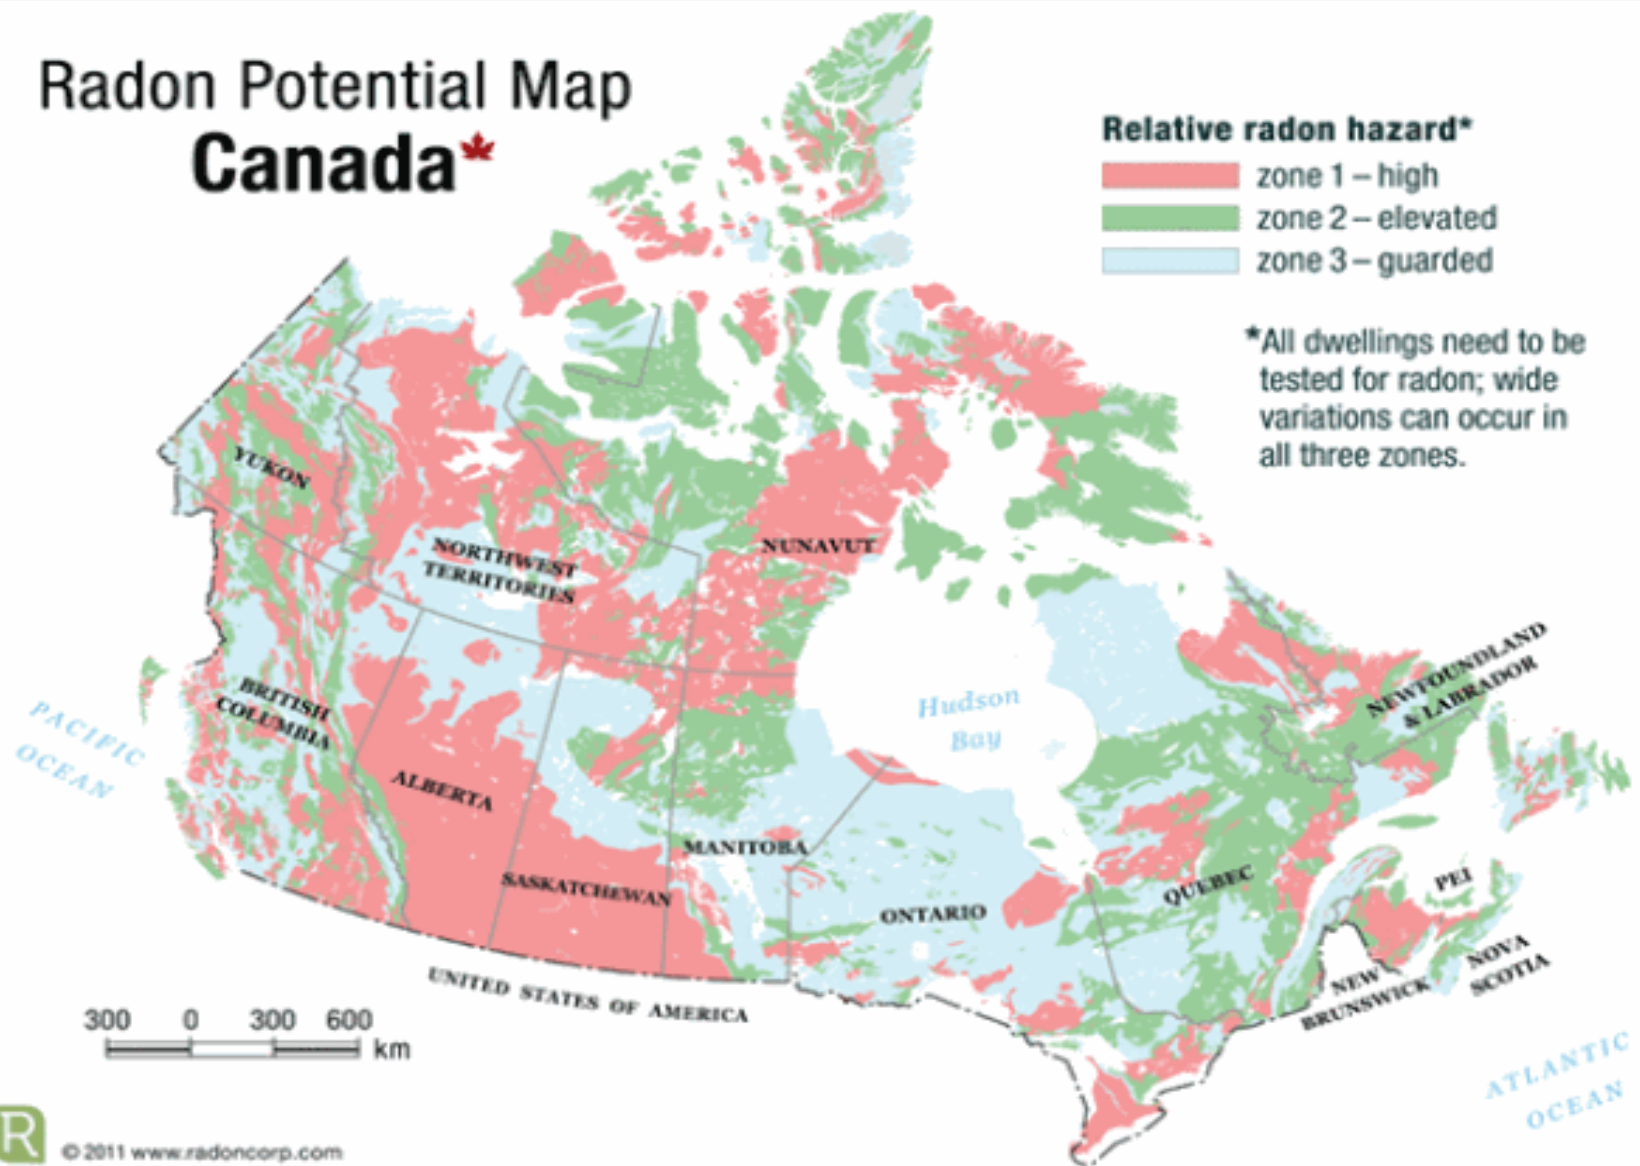 Radon Potential Map
Canada
Relative radon hazard*
zone 1 – high
zone 2 – elevated
zone 3 – guarded
*All dwellings need to be
tested for radon; wide
variations can occur in
all three zones.
YUKON
NORTHWEST
TERRITORIES
NUNAVUT
BRITISH
COLUMBIA
ALBERTA
SASKATCHEWAN
MANITOBA
ONTARIO
QUEBEC
NEWFOUNDLAND
& LABRADOR
PEI
NOVA
SCOTIA
NEW
BRUNSWICK
Hudson
Bay
PACIFIC
OCEAN
UNITED STATES OF AMERICA
ATLANTIC
OCEAN
300 0 300 600
km
R
© 2011 www.radoncorp.com